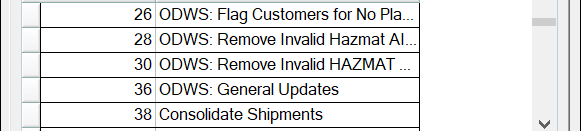 26 ODWS: Flag Customers for No Pla...
28 ODWS: Remove Invalid Hazmat Al...
30 ODWS: Remove Invalid HAZMAT ...
36 ODWS: General Updates
38 Consolidate Shipments